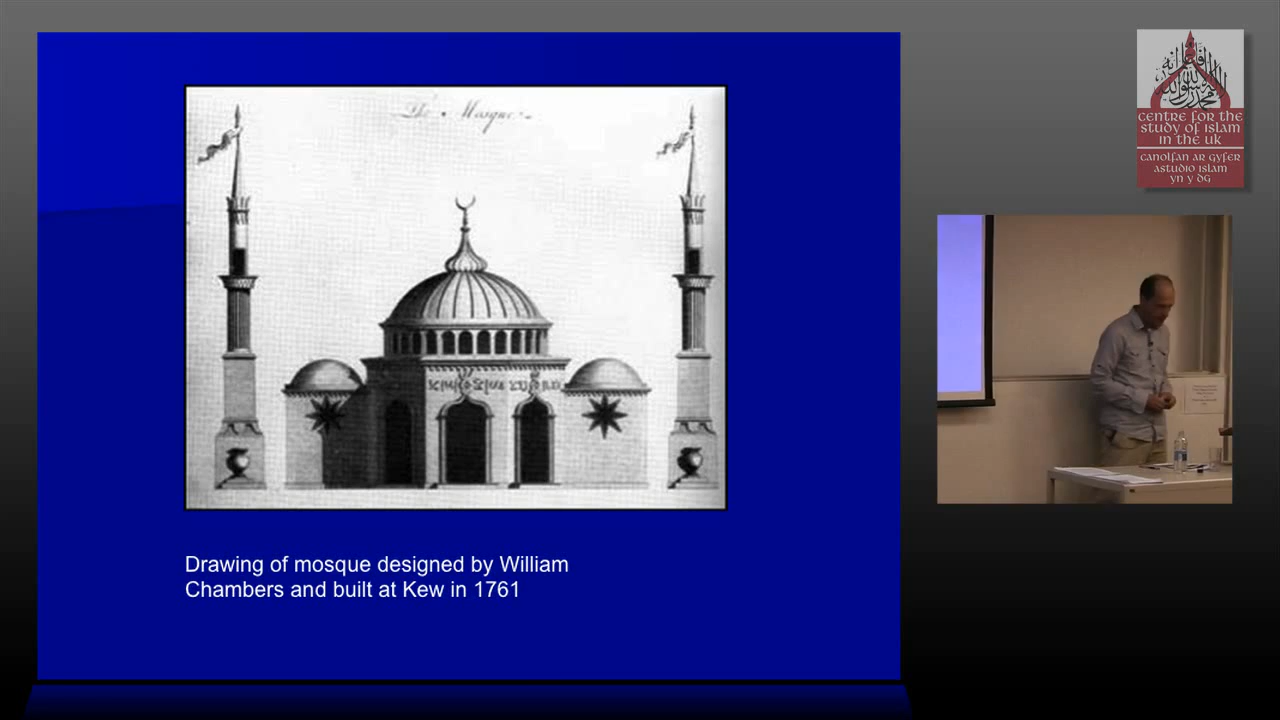 The Mosque
Drawing of mosque designed by William
Chambers and built at Kew in 1761
CENTRE FOR THE
STUDY OF ISLAM
IN THE UK
CANOLFAN AR GYFER
ASTUDIO ISLAM
YN Y DG